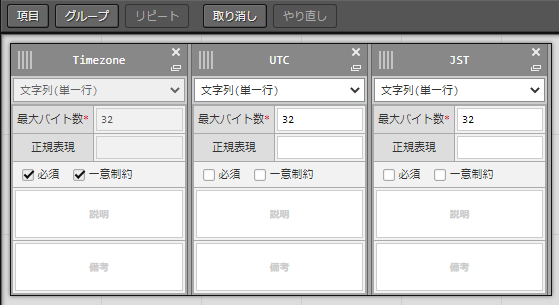 項目 グループ リピート 取り消し やり直し
Timezone UTC JST
文字列(単一行) 文字列(単一行) 文字列(単一行)
最大バイト数* 32 最大バイト数* 32 最大バイト数* 32
正規表現 正規表現 正規表現
必須 一意制約 必須 一意制約 必須 一意制約
説明 説明 説明
備考 備考 備考